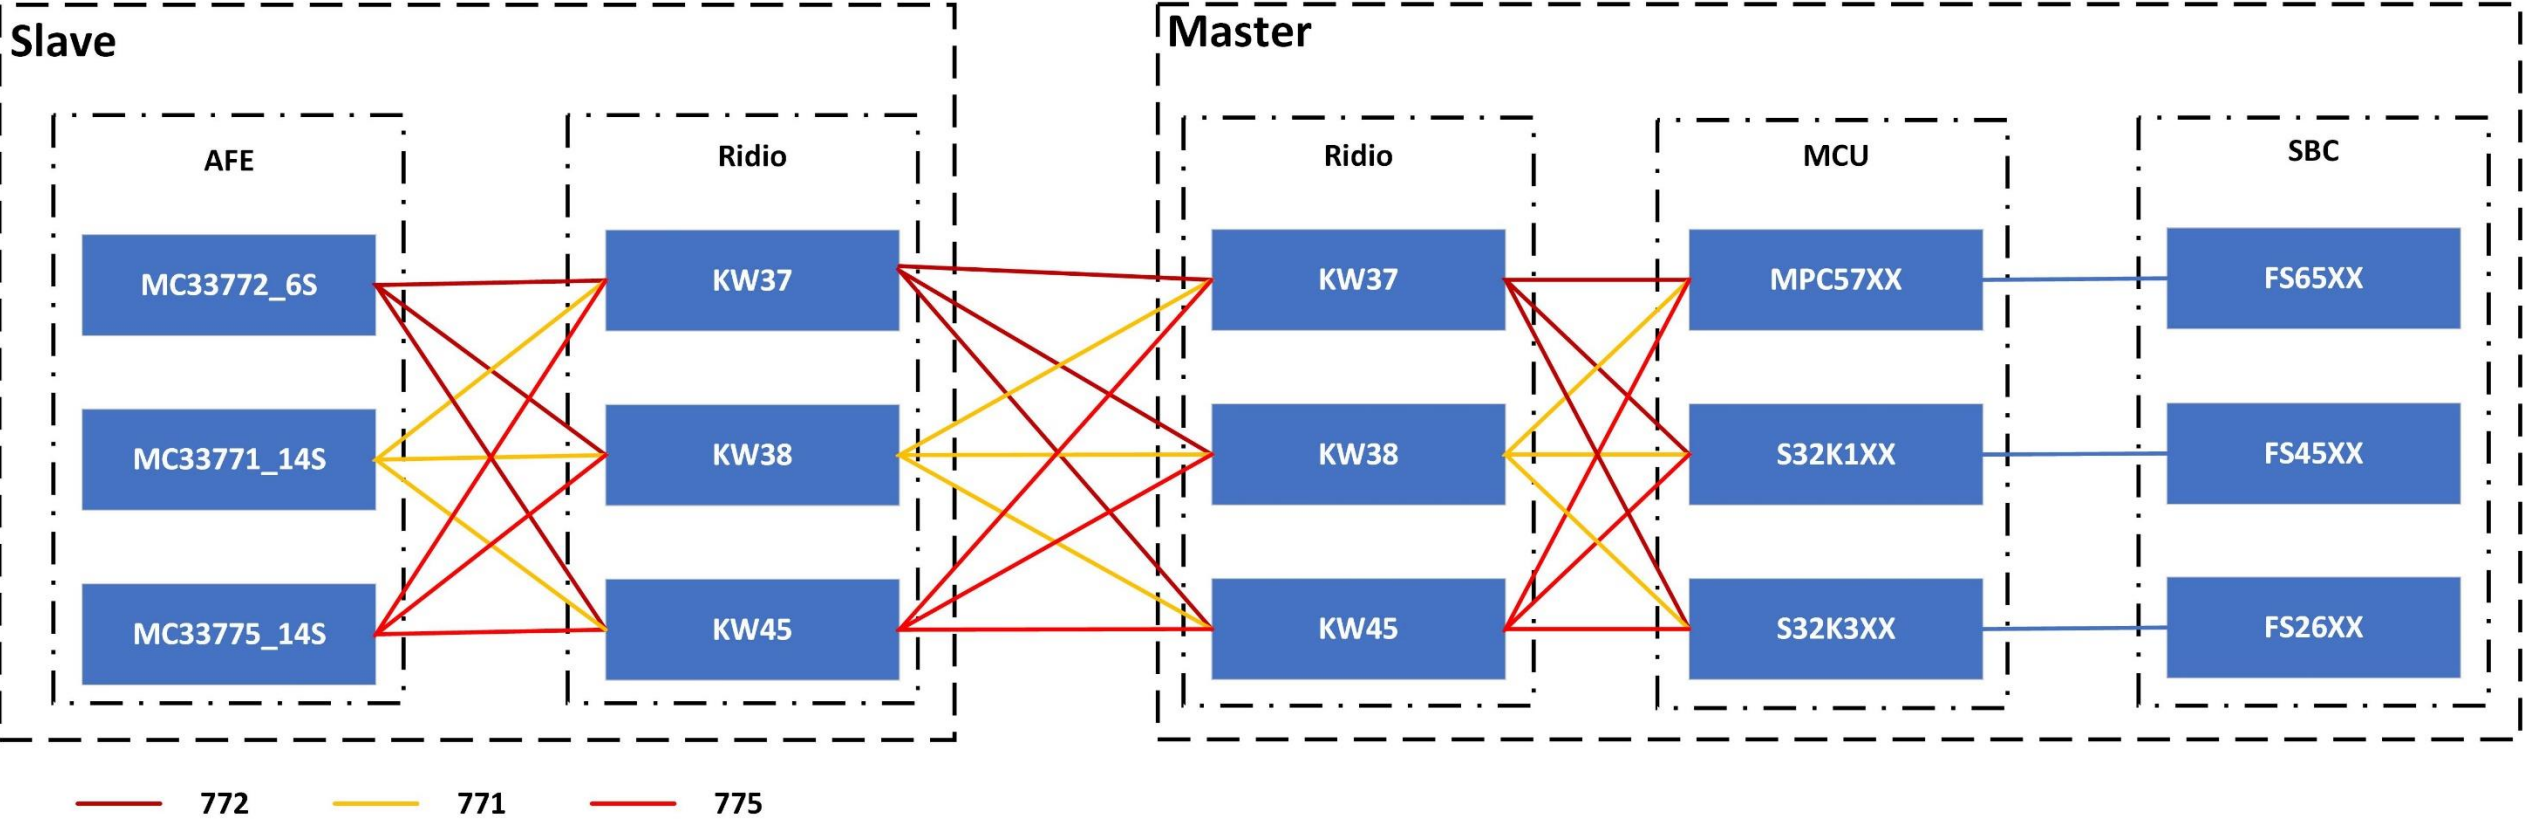 Slave
Master
AFE
Ridio
Ridio
MCU
SBC
MC33772_6S
KW37
KW37
MPC57XX
FS65XX
MC33771_14S
KW38
KW38
S32K1XX
FS45XX
MC33775_14S
KW45
KW45
S32K3XX
FS26XX
772
771
775